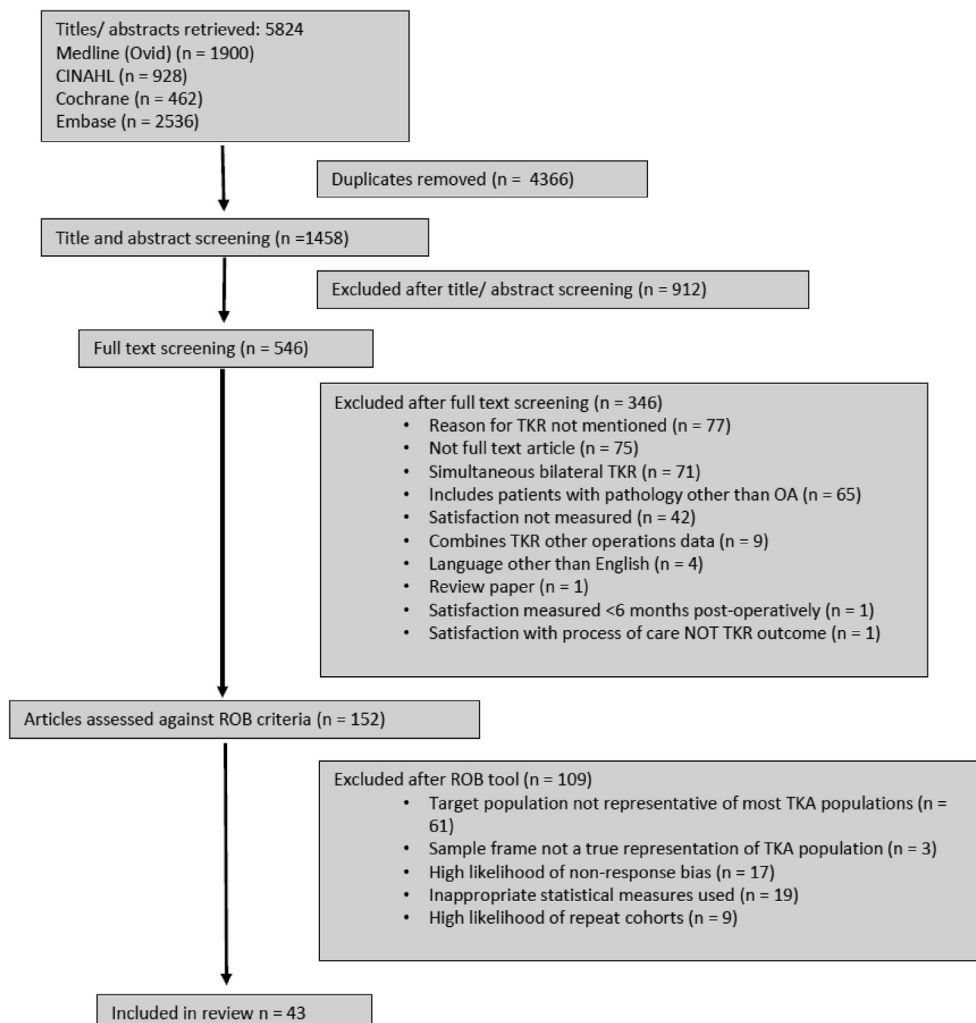 Titles/ abstracts retrieved: 5824
Medline (Ovid) (n = 1900)
CINAHL (n = 928)
Cochrane (n = 462)
Embase (n = 2536)
Duplicates removed (n = 4366)
Title and abstract screening (n =1458)
Excluded after title/ abstract screening (n = 912)
Full text screening (n = 546)
Excluded after full text screening (n = 346)
• Reason for TKR not mentioned (n = 77)
• Not full text article (n = 75)
• Simultaneous bilateral TKR (n = 71)
• Includes patients with pathology other than OA (n = 65)
• Satisfaction not measured (n = 42)
• Combines TKR other operations data (n = 9)
• Language other than English (n = 4)
• Review paper (n = 1)
• Satisfaction measured <6 months post-operatively (n = 1)
• Satisfaction with process of care NOT TKR outcome (n = 1)
Articles assessed against ROB criteria (n = 152)
Excluded after ROB tool (n = 109)
• Target population not representative of most TKA populations (n =
61)
• Sample frame not a true representation of TKA population (n = 3)
• High likelihood of non-response bias (n = 17)
• Inappropriate statistical measures used (n = 19)
• High likelihood of repeat cohorts (n = 9)
Included in review n = 43